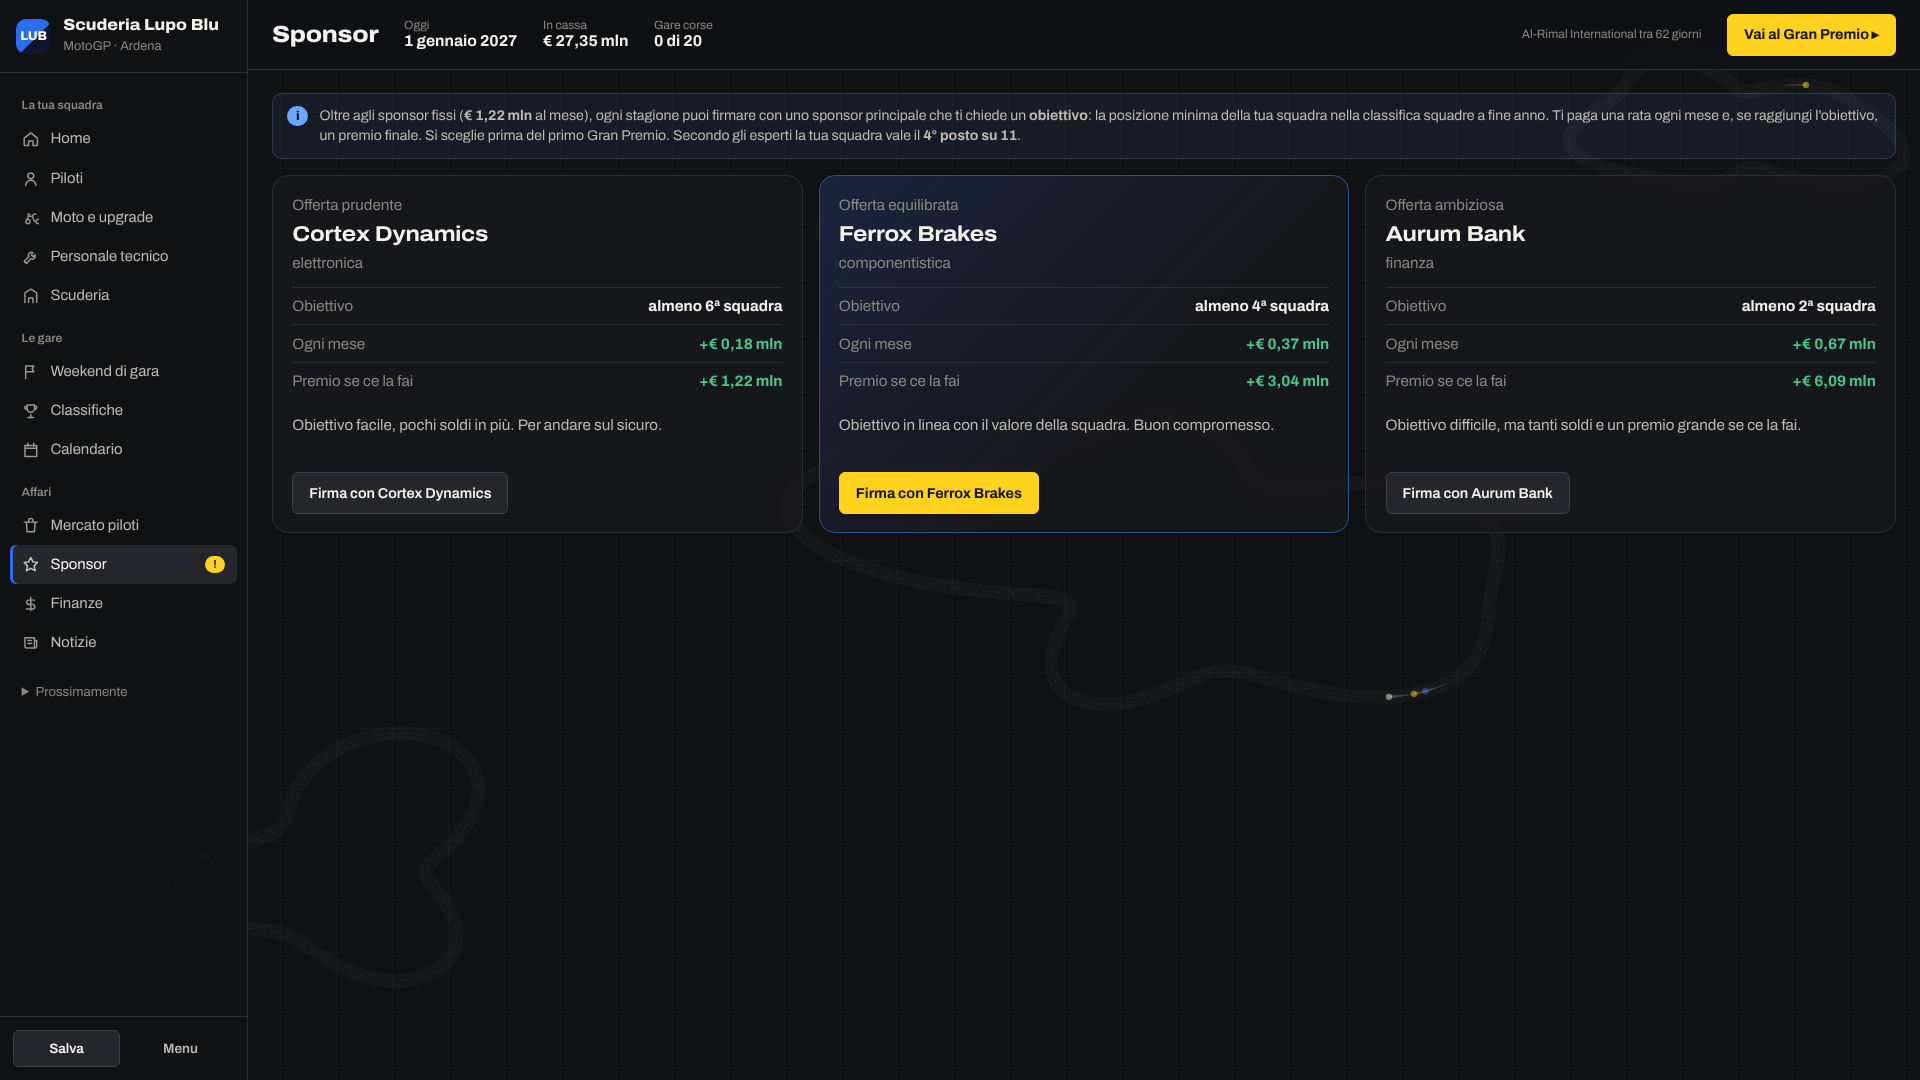 LUB
Scuderia Lupo Blu
MotoGP · Ardena
La tua squadra
Home
Piloti
Moto e upgrade
Personale tecnico
Scuderia
Le gare
Weekend di gara
Classifiche
Calendario
Affari
Mercato piloti
Sponsor !
Finanze
Notizie
Prossimamente
Salva Menu
Sponsor
Oggi
1 gennaio 2027
In cassa
€ 27,35 mln
Gare corse
0 di 20
Al-Rimal International tra 62 giorni
Vai al Gran Premio ▸
i
Oltre agli sponsor fissi (€ 1,22 mln al mese), ogni stagione puoi firmare con uno sponsor principale che ti chiede un obiettivo: la posizione minima della tua squadra nella classifica squadre a fine anno. Ti paga una rata ogni mese e, se raggiungi l'obiettivo,
un premio finale. Si sceglie prima del primo Gran Premio. Secondo gli esperti la tua squadra vale il 4° posto su 11.
Offerta prudente
Cortex Dynamics
elettronica
Obiettivo almeno 6ª squadra
Ogni mese +€ 0,18 mln
Premio se ce la fai +€ 1,22 mln
Obiettivo facile, pochi soldi in più. Per andare sul sicuro.
Firma con Cortex Dynamics
Offerta equilibrata
Ferrox Brakes
componentistica
Obiettivo almeno 4ª squadra
Ogni mese +€ 0,37 mln
Premio se ce la fai +€ 3,04 mln
Obiettivo in linea con il valore della squadra. Buon compromesso.
Firma con Ferrox Brakes
Offerta ambiziosa
Aurum Bank
finanza
Obiettivo almeno 2ª squadra
Ogni mese +€ 0,67 mln
Premio se ce la fai +€ 6,09 mln
Obiettivo difficile, ma tanti soldi e un premio grande se ce la fai.
Firma con Aurum Bank